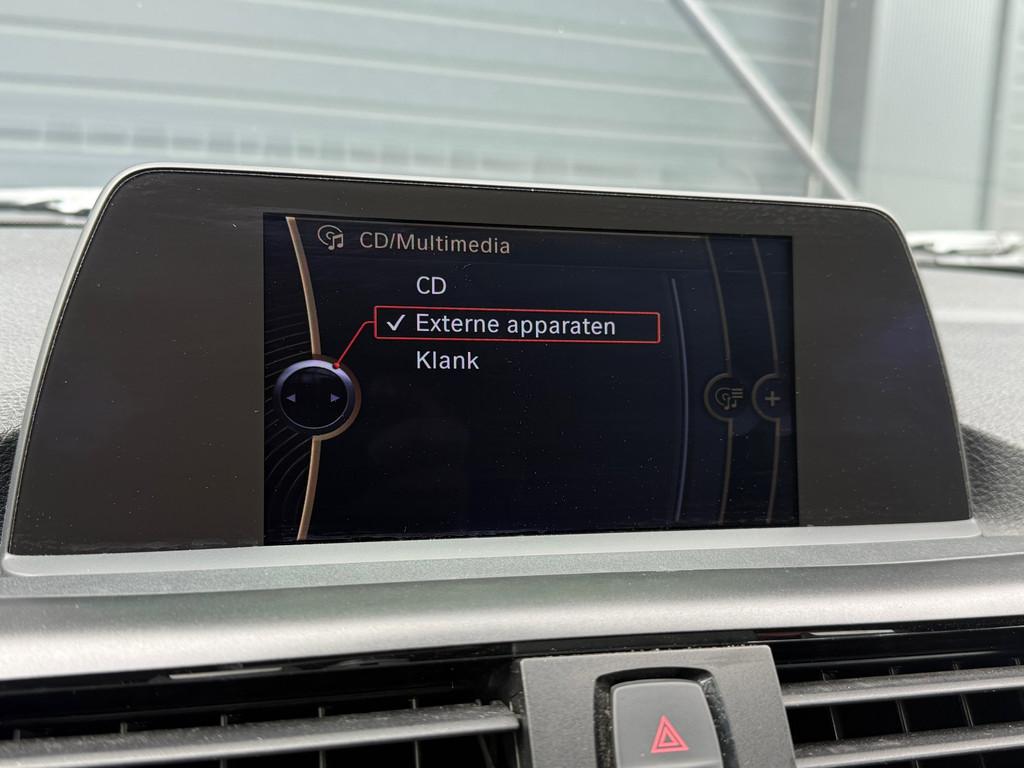 CD/Multimedia
CD
Externe apparaten
Klank